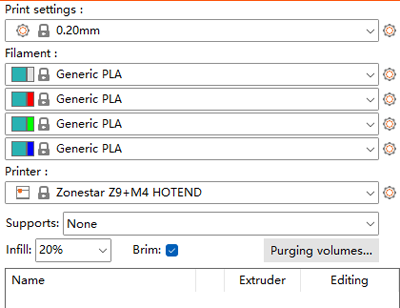 Print settings :
0.20mm
Filament :
Generic PLA
Generic PLA
Generic PLA
Generic PLA
Printer :
Zonestar Z9+M4 HOTEND
Supports: None
Infill: 20% Brim: Purging volumes...
Name Extruder Editing